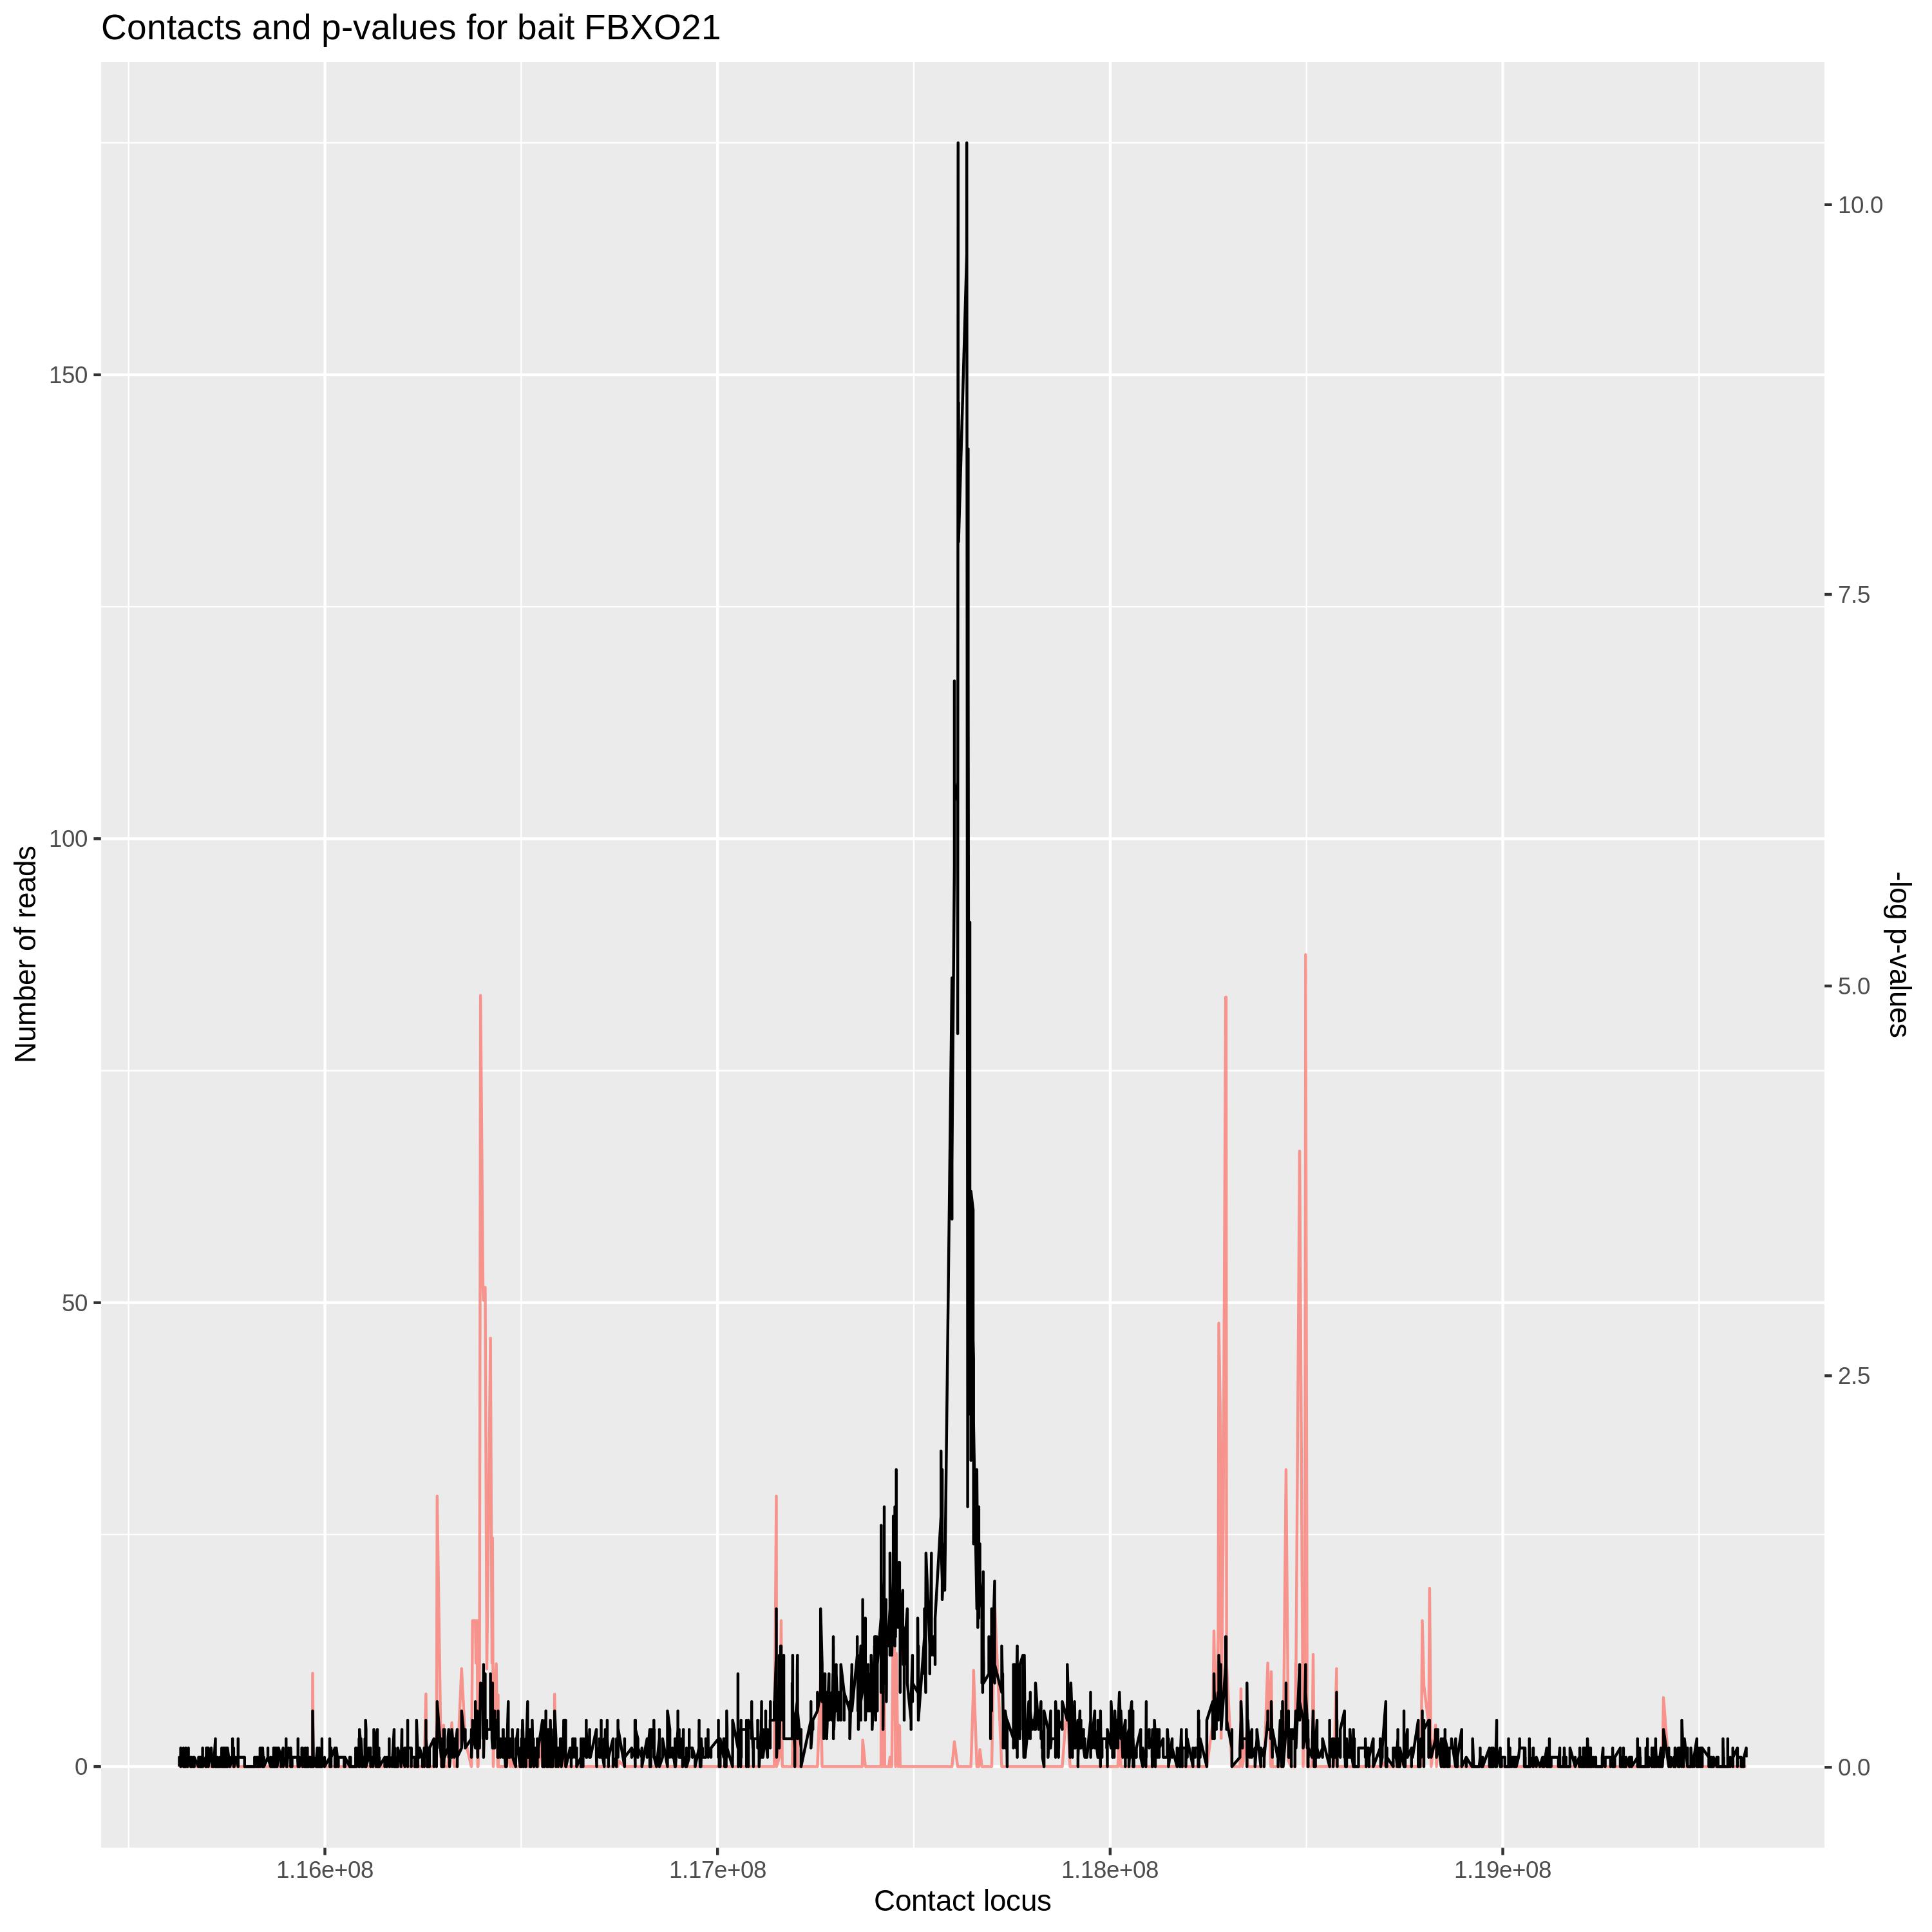 Contacts and p-values for bait FBXO21
150
100
50
0
Number of reads
10.0
7.5
5.0
2.5
0.0
-log p-values
1.16e+08
1.17e+08
1.18e+08
1.19e+08
Contact locus